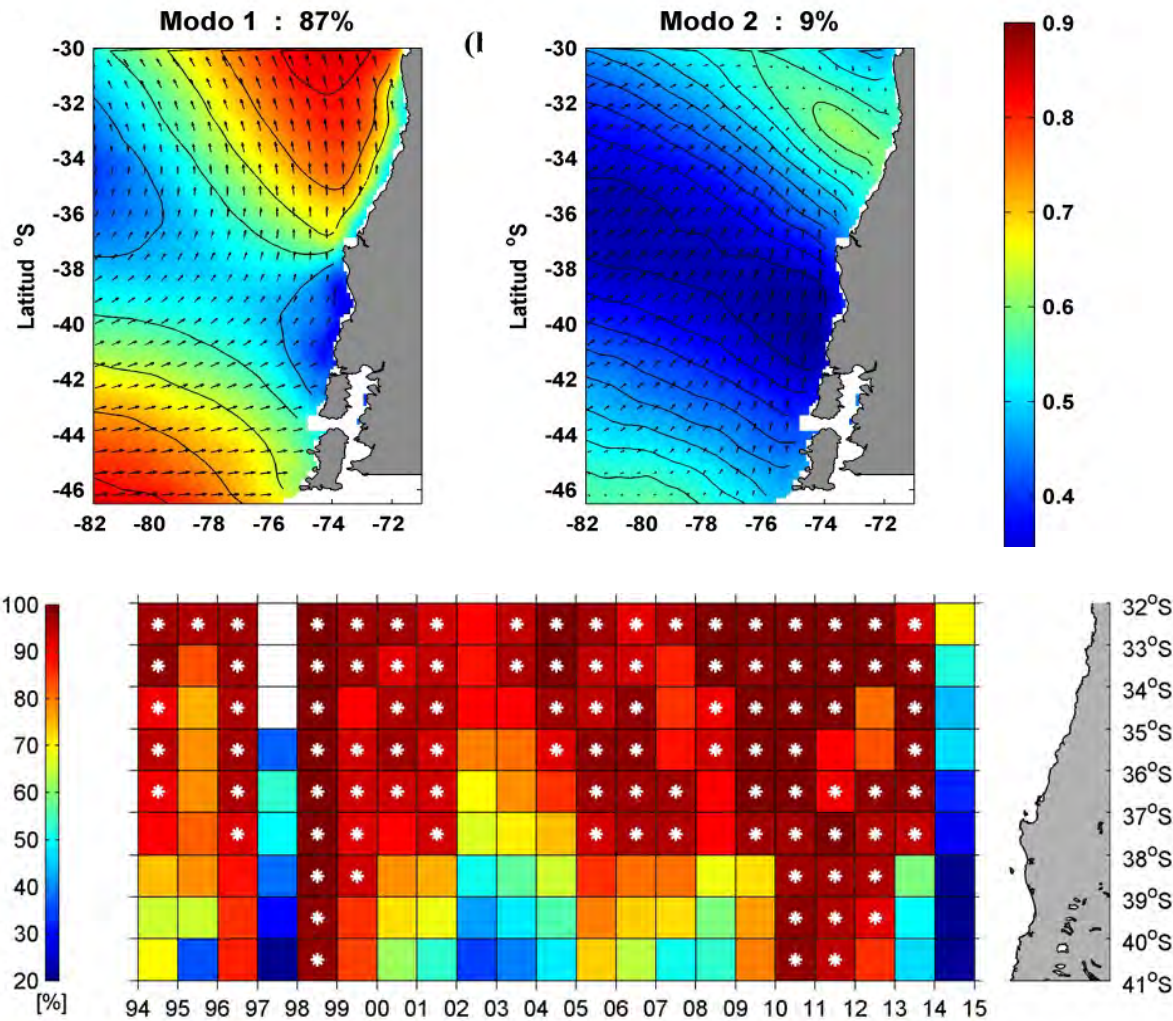 Modo 1 : 87%
(l
Modo 2 : 9%
-30
-32
-34
-36
-38
-40
-42
-44
-46
Latitud °S
-82 -80 -78 -76 -74 -72
-30
-32
-34
-36
-38
-40
-42
-44
-46
Latitud °S
-82 -80 -78 -76 -74 -72
0.9
0.8
0.7
0.6
0.5
0.4
100
90
80
70
60
50
40
30
20
[%]
94 95 96 97 98 99 00 01 02 03 04 05 06 07 08 09 10 11 12 13 14 15
32°S
33°S
34°S
35°S
36°S
37°S
38°S
39°S
40°S
41°S